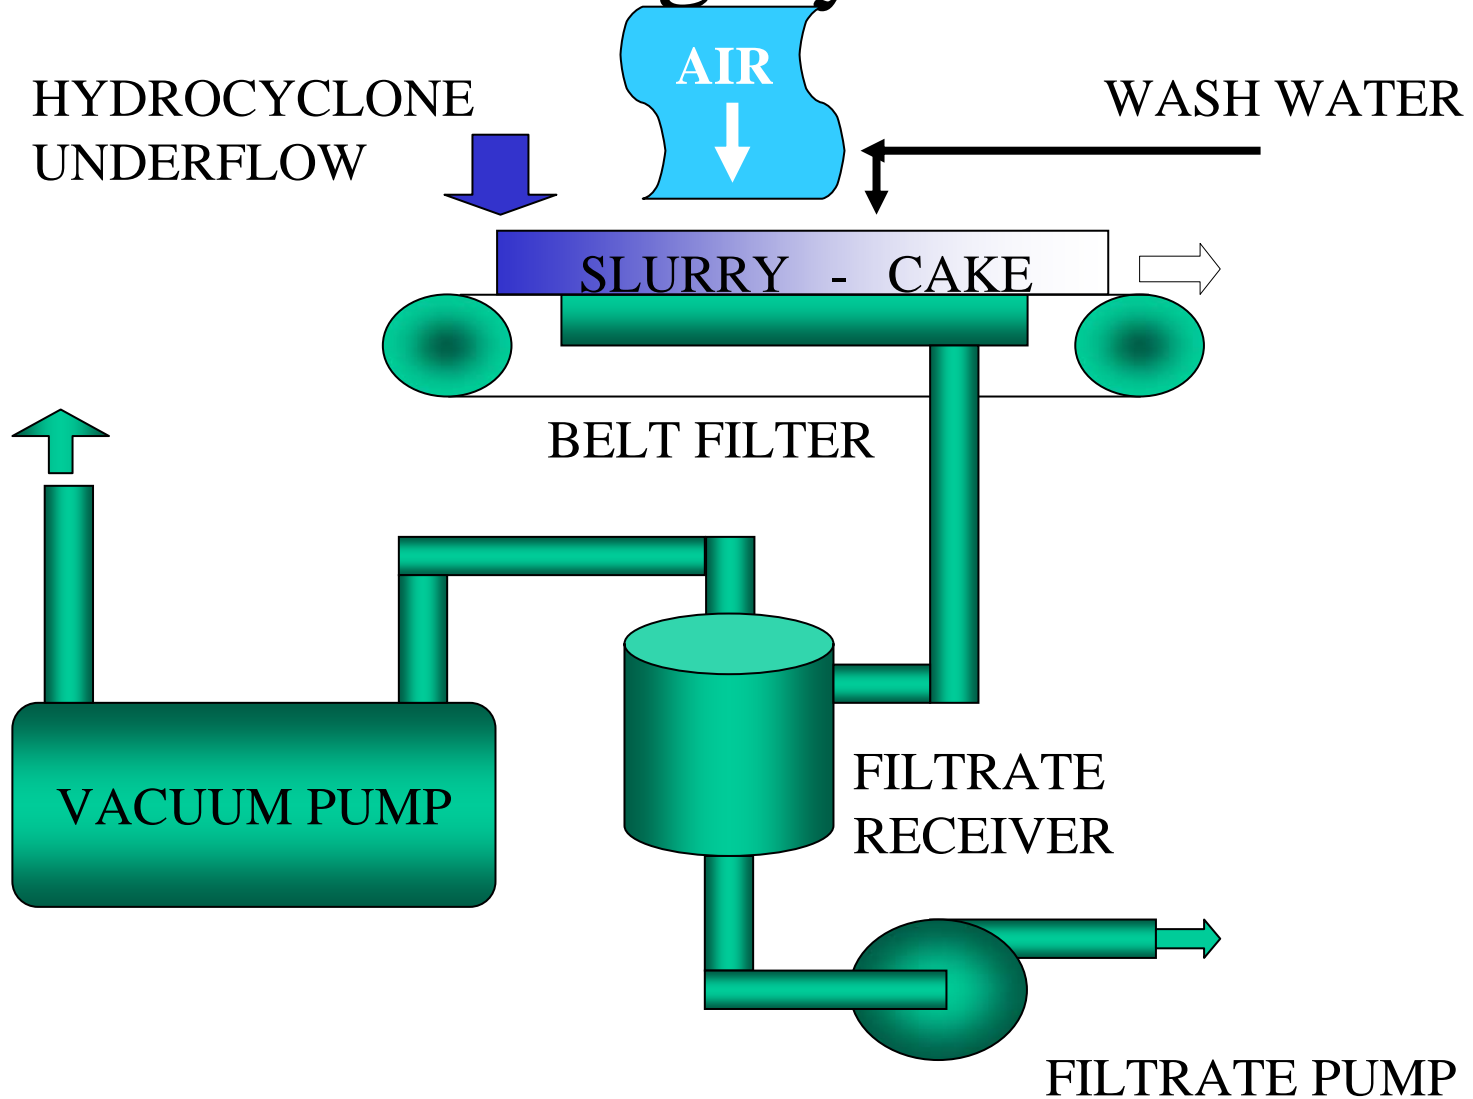 AIR
HYDROCYCLONE
UNDERFLOW
WASH WATER
SLURRY - CAKE
BELT FILTER
VACUUM PUMP
FILTRATE
RECEIVER
FILTRATE PUMP